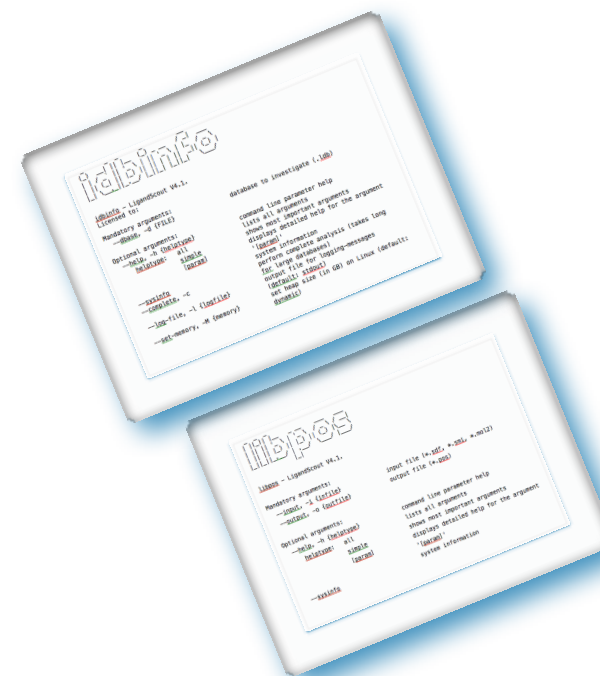 idbinfo
idbinfo - LigandScout V4.1.
Licensed to:
Mandatory arguments:
--dbase, -d {FILE} database to investigate (.ldb)
Optional arguments:
--help, -h {helptype} command line parameter help
helptype: all lists all arguments
simple shows most important arguments
[param] displays detailed help for the argument
'[param]'
--sysinfo system information
--complete, -c perform complete analysis (takes long
for large databases)
--log-file, -l {logfile} output file for logging-messages
(default: stdout)
--set-memory, -M {memory} set heap size (in GB) on Linux (default:
dynamic)
libpos
libpos - LigandScout V4.1.
Mandatory arguments:
--input, -i {infile} input file (*.sdf, *.smi, *.mol2)
--output, -o {outfile} output file (*.pos)
Optional arguments:
--help, -h {helptype} command line parameter help
helptype: all lists all arguments
simple shows most important arguments
[param] displays detailed help for the argument
'[param]'
--sysinfo system information